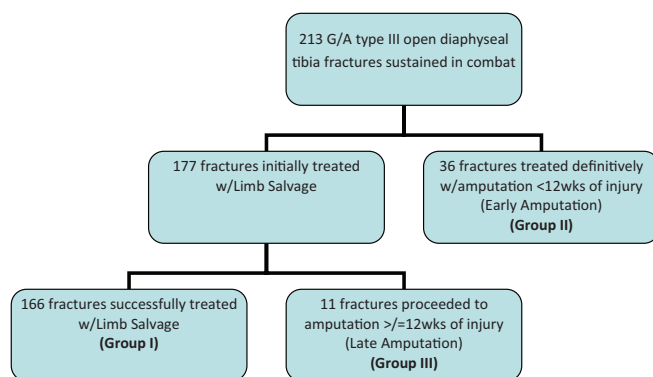 213 G/A type III open diaphyseal
tibia fractures sustained in combat
177 fractures initially treated
w/Limb Salvage
36 fractures treated definitively
w/amputation <12wks of injury
(Early Amputation)
(Group II)
166 fractures successfully treated
w/Limb Salvage
(Group I)
11 fractures proceeded to
amputation >/=12wks of injury
(Late Amputation)
(Group III)